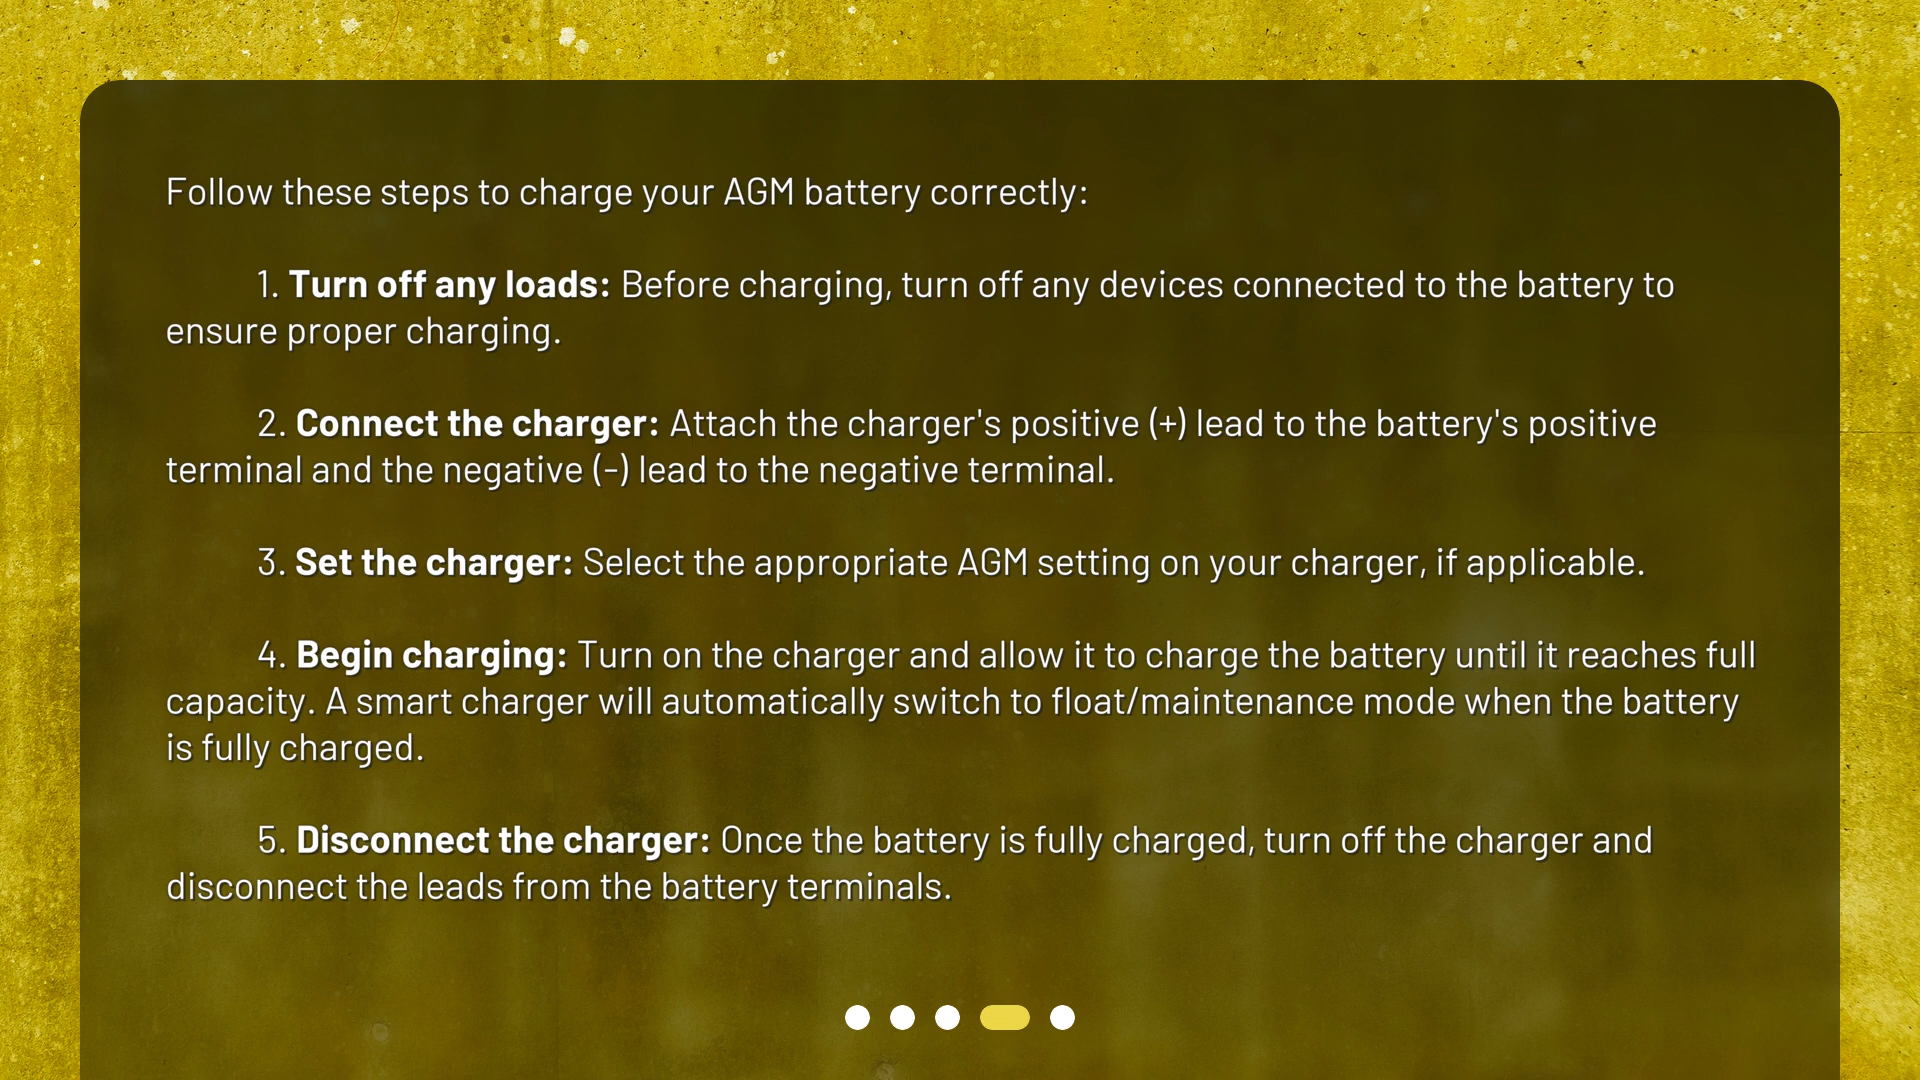 Follow these steps to charge your AGM battery correctly:
1. Turn off any loads: Before charging, turn off any devices connected to the battery to
ensure proper charging.
2. Connect the charger: Attach the charger's positive (+) lead to the battery's positive
terminal and the negative (-) lead to the negative terminal.
3. Set the charger: Select the appropriate AGM setting on your charger, if applicable.
4. Begin charging: Turn on the charger and allow it to charge the battery until it reaches full
capacity. A smart charger will automatically switch to float/maintenance mode when the battery
is fully charged.
5. Disconnect the charger: Once the battery is fully charged, turn off the charger and
disconnect the leads from the battery terminals.